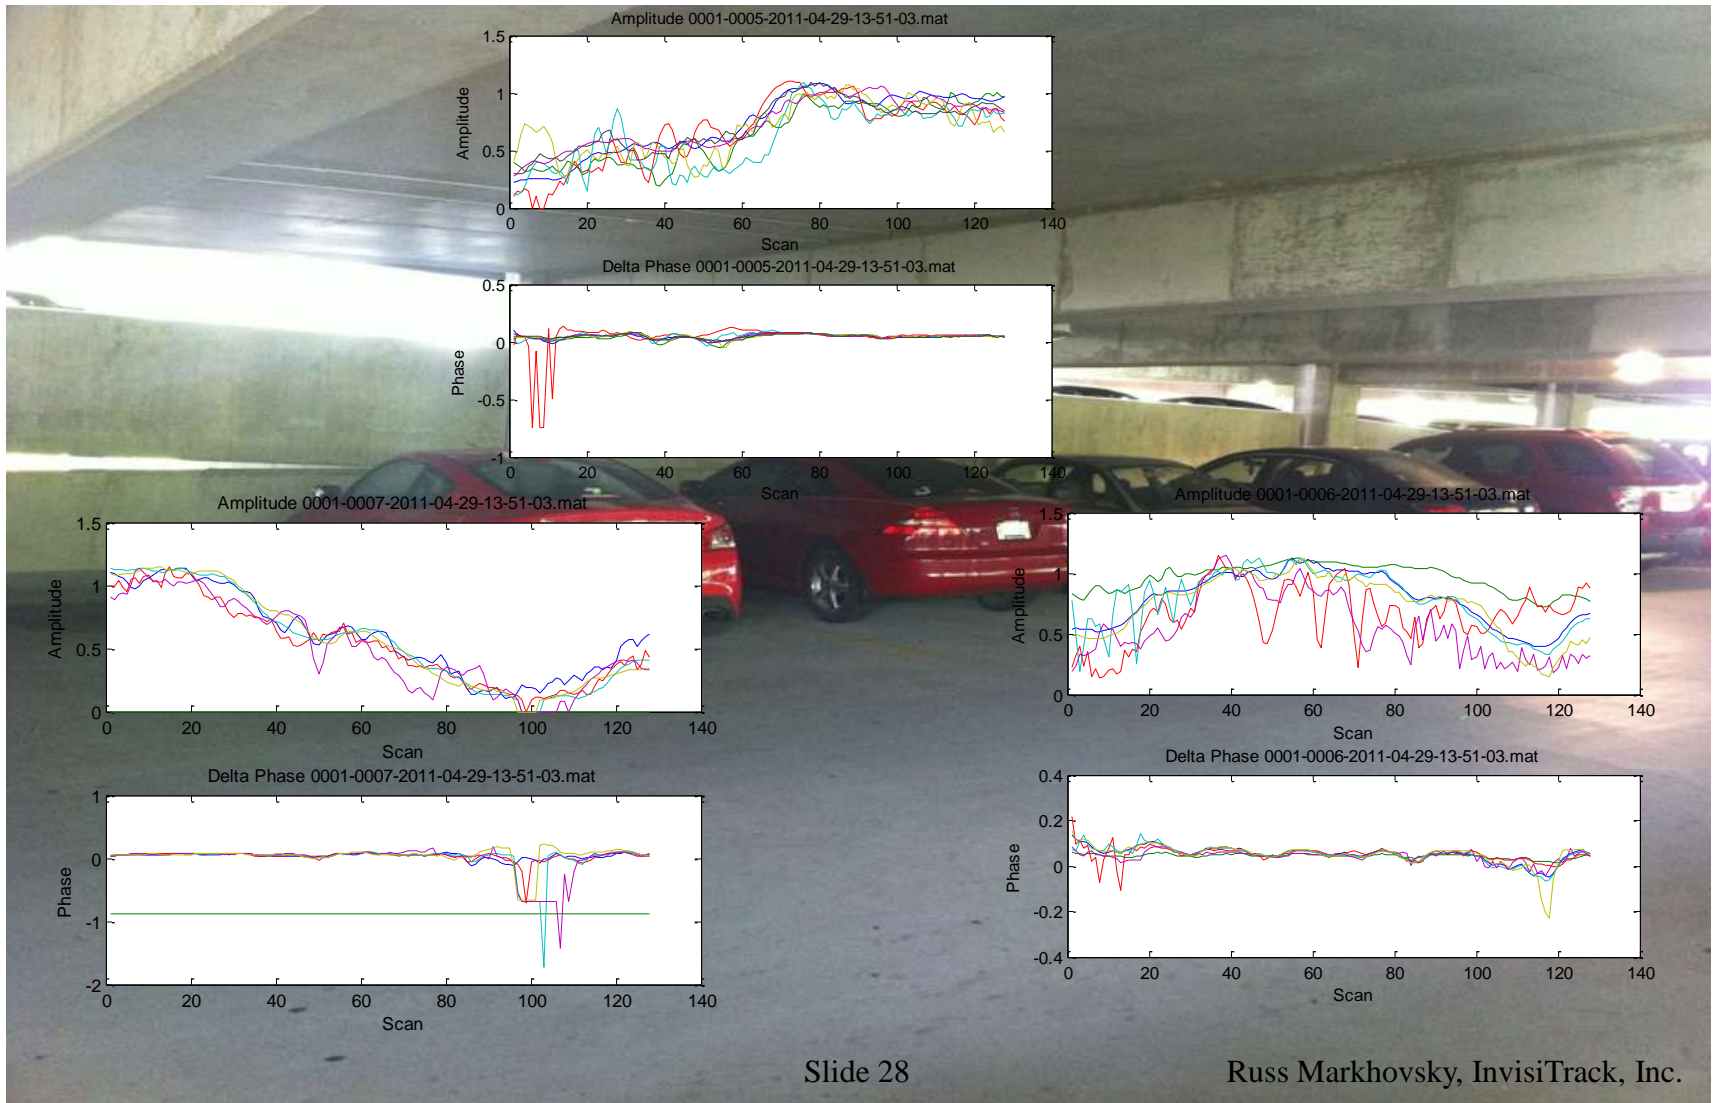 Amplitude 0001-0005-2011-04-29-13-51-03.mat
1.5
1
0.5
0
Amplitude
0 20 40 60 80 100 120 140
Scan
Delta Phase 0001-0005-2011-04-29-13-51-03.mat
0.5
0
-0.5
-1
Phase
0 20 40 60 80 100 120 140
Scan
Amplitude 0001-0007-2011-04-29-13-51-03.mat
1.5
1
0.5
0
Amplitude
0 20 40 60 80 100 120 140
Scan
Delta Phase 0001-0007-2011-04-29-13-51-03.mat
1
0
-1
-2
Phase
0 20 40 60 80 100 120 140
Scan
Amplitude 0001-0006-2011-04-29-13-51-03.mat
1.5
1
0.5
0
Amplitude
0 20 40 60 80 100 120 140
Scan
Delta Phase 0001-0006-2011-04-29-13-51-03.mat
0.4
0.2
0
-0.2
-0.4
Phase
0 20 40 60 80 100 120 140
Scan
Slide 28
Russ Markhovsky, InvisiTrack, Inc.